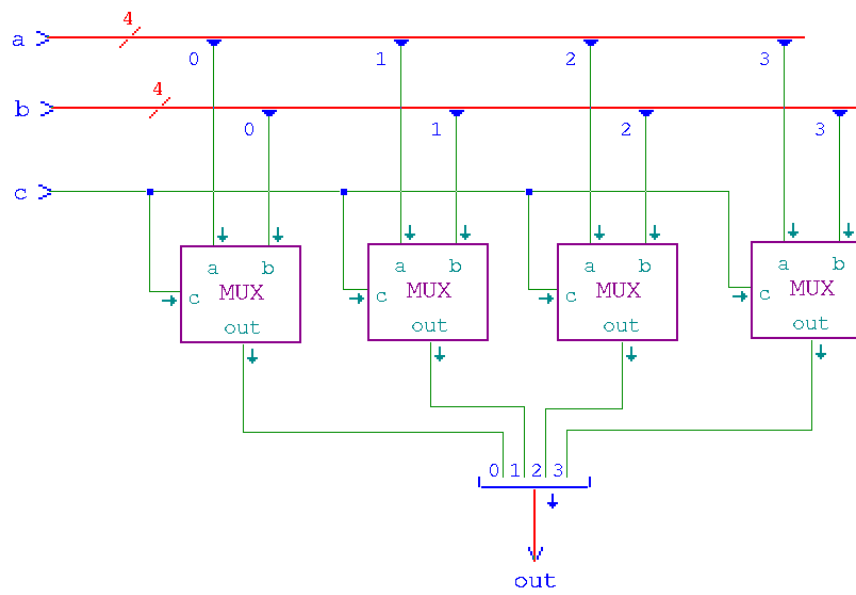 4
a
0 1 2 3
4
b
0 1 2 3
c
a b a b a b a b
c MUX c MUX c MUX c MUX
out out out out
0 1 2 3
out